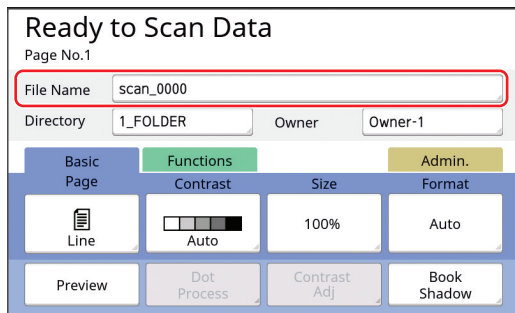 Ready to Scan Data
Page No.1
File Name scan_0000
Directory 1_FOLDER Owner Owner-1
Basic Functions Admin.
Page Contrast Size Format
Line Auto 100% Auto
Preview Dot Process Contrast Adj Book Shadow